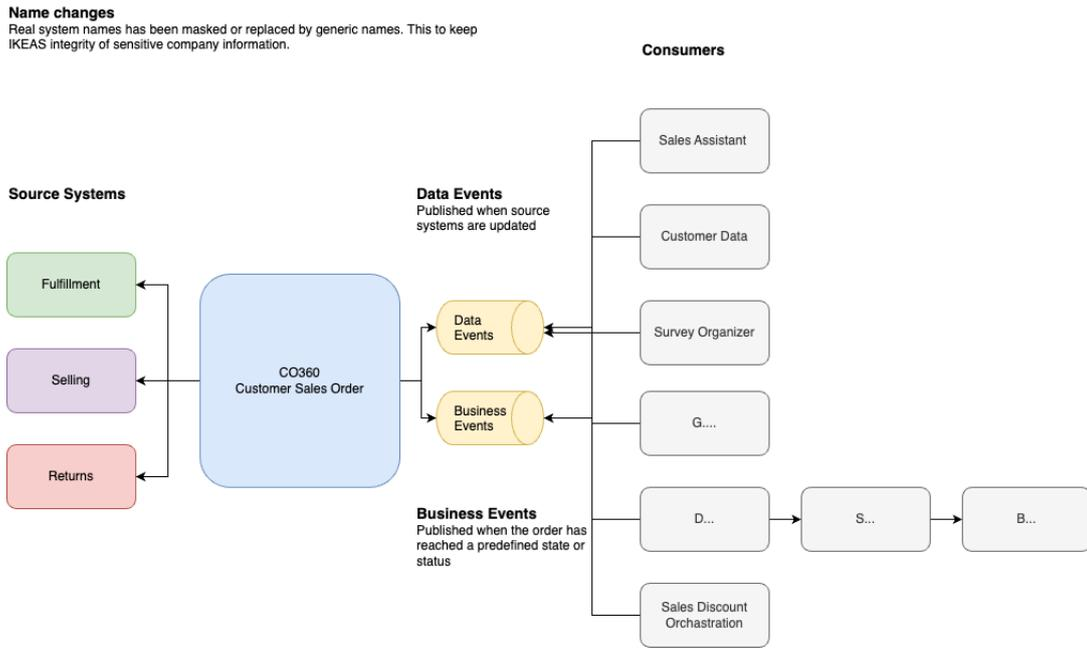 Name changes
Real system names has been masked or replaced by generic names. This to keep
IKEAS integrity of sensitive company information.
Consumers
Sales Assistant
Source Systems
Data Events
Published when source
systems are updated
Customer Data
Fulfillment
Data
Events
Survey Organizer
Selling
CO360
Customer Sales Order
Business
Events
G....
Returns
Business Events
Published when the order has
reached a predefined state or
status
D...
S...
B...
Sales Discount
Orchastration